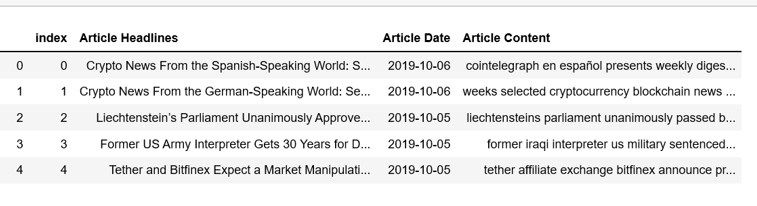 index Article Headlines Article Date Article Content
0 0 Crypto News From the Spanish-Speaking World: S... 2019-10-06 cointelegraph en español presents weekly diges...
1 1 Crypto News From the German-Speaking World: Se... 2019-10-06 weeks selected cryptocurrency blockchain news ...
2 2 Liechtenstein's Parliament Unanimously Approve... 2019-10-05 liechtensteins parliament unanimously passed b...
3 3 Former US Army Interpreter Gets 30 Years for D... 2019-10-05 former iraqi interpreter us military sentenced...
4 4 Tether and Bitfinex Expect a Market Manipulati... 2019-10-05 tether affiliate exchange bitfinex announce pr...